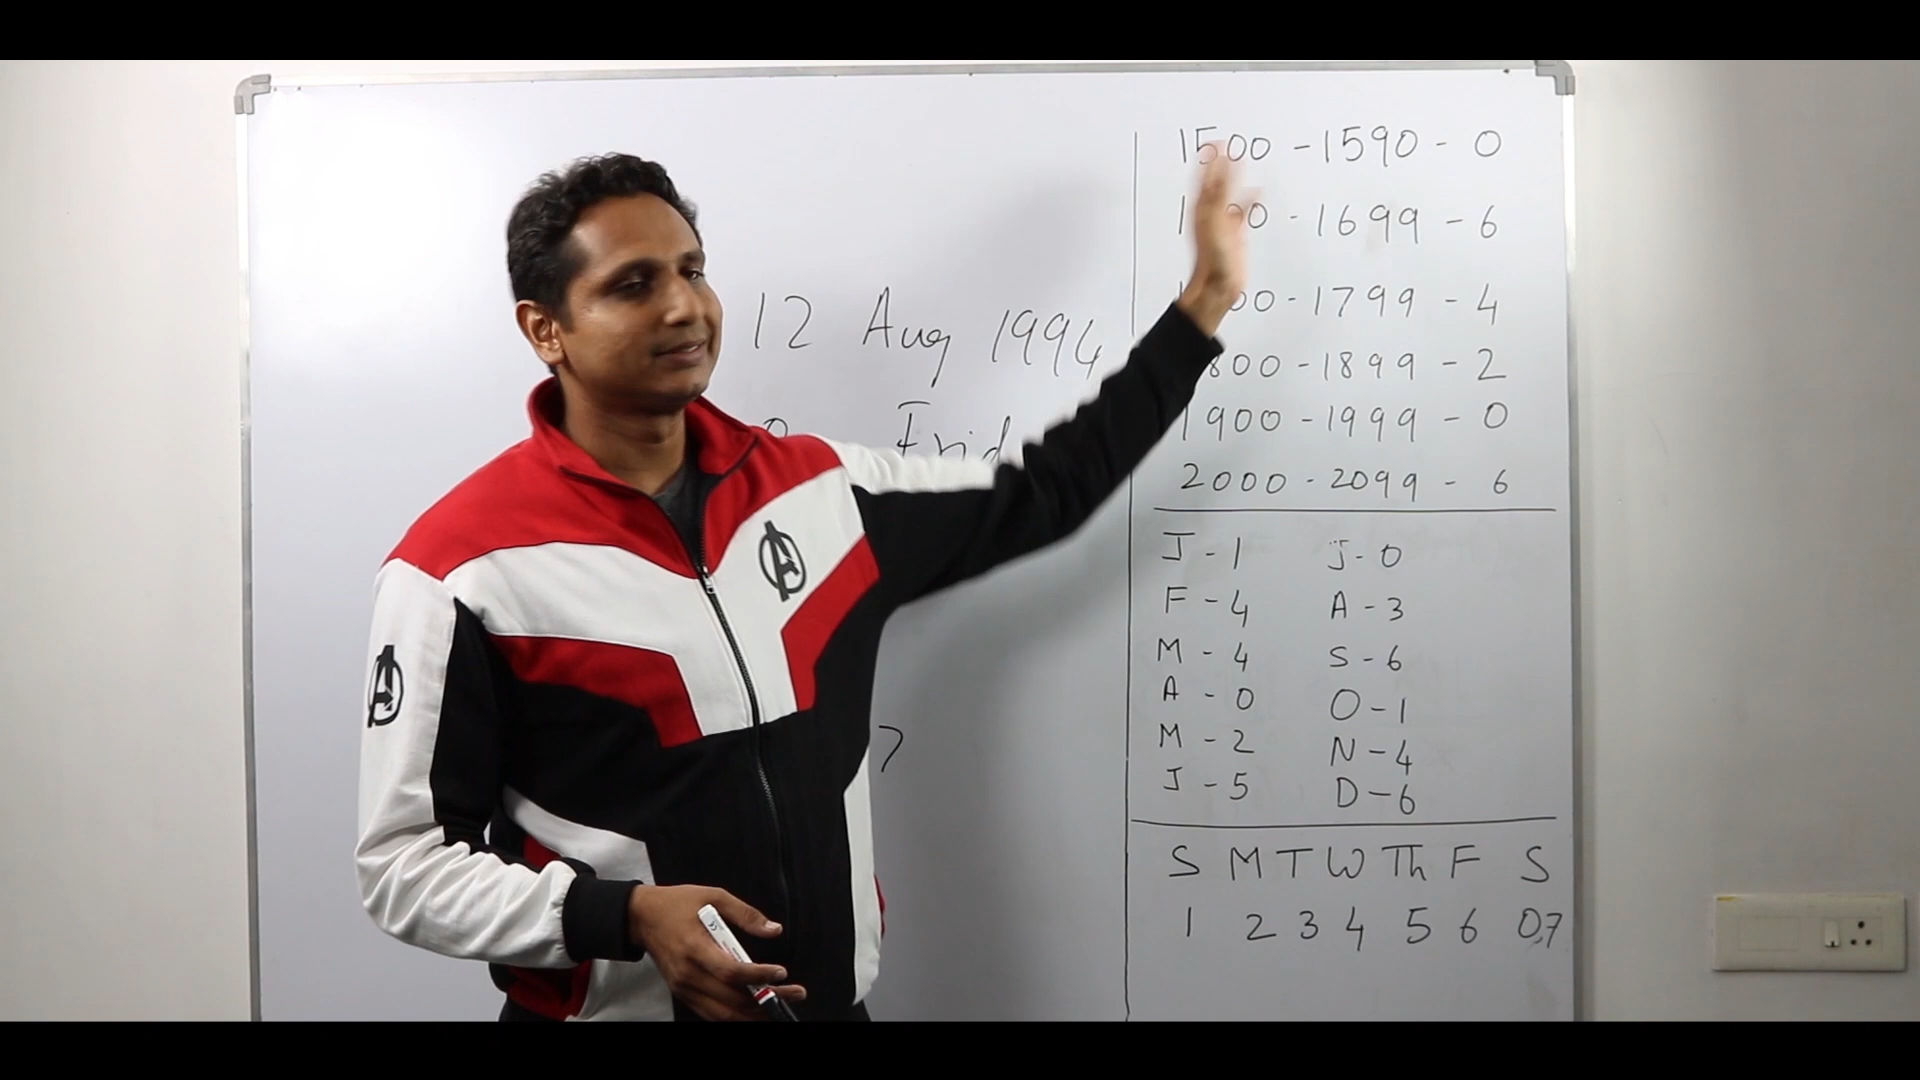 12 Aug 1994
7
1500 - 1590 - 0
- 1699 - 6
- 1799 - 4
800 - 1899 - 2
1900 - 1999 - 0
2000 - 2099 - 6
J - 1 J - 0
F - 4 A - 3
M - 4 S - 6
A - 0 O - 1
M - 2 N - 4
J - 5 D - 6
S M T W Th F S
1 2 3 4 5 6 0,7